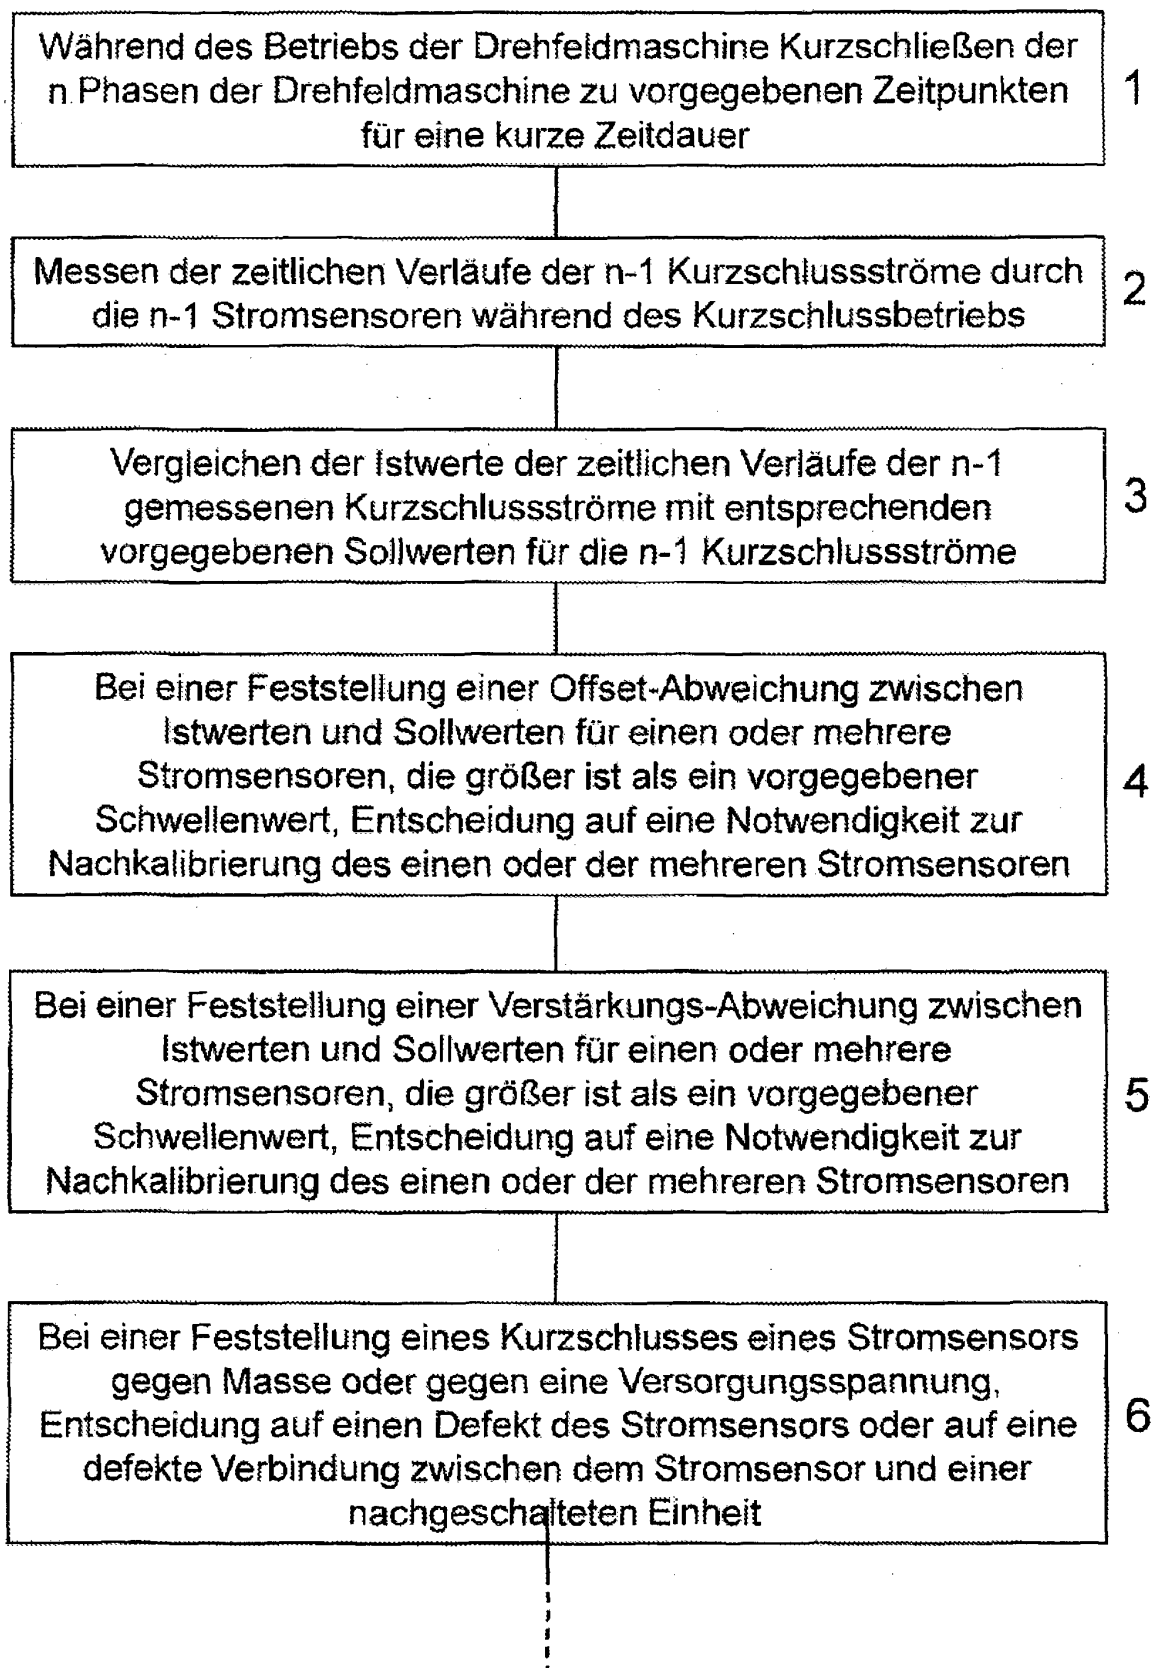 Während des Betriebs der Drehfeldmaschine Kurzschließen der
n Phasen der Drehfeldmaschine zu vorgegebenen Zeitpunkten
für eine kurze Zeitdauer
1
Messen der zeitlichen Verläufe der n-1 Kurzschlussströme durch
die n-1 Stromsensoren während des Kurzschlussbetriebs
2
Vergleichen der Istwerte der zeitlichen Verläufe der n-1
gemessenen Kurzschlussströme mit entsprechenden
vorgegebenen Sollwerten für die n-1 Kurzschlussströme
3
Bei einer Feststellung einer Offset-Abweichung zwischen
Istwerten und Sollwerten für einen oder mehrere
Stromsensoren, die größer ist als ein vorgegebener
Schwellenwert, Entscheidung auf eine Notwendigkeit zur
Nachkalibrierung des einen oder der mehreren Stromsensoren
4
Bei einer Feststellung einer Verstärkungs-Abweichung zwischen
Istwerten und Sollwerten für einen oder mehrere
Stromsensoren, die größer ist als ein vorgegebener
Schwellenwert, Entscheidung auf eine Notwendigkeit zur
Nachkalibrierung des einen oder der mehreren Stromsensoren
5
Bei einer Feststellung eines Kurzschlusses eines Stromsensors
gegen Masse oder gegen eine Versorgungsspannung,
Entscheidung auf einen Defekt des Stromsensors oder auf eine
defekte Verbindung zwischen dem Stromsensor und einer
nachgeschalteten Einheit
6